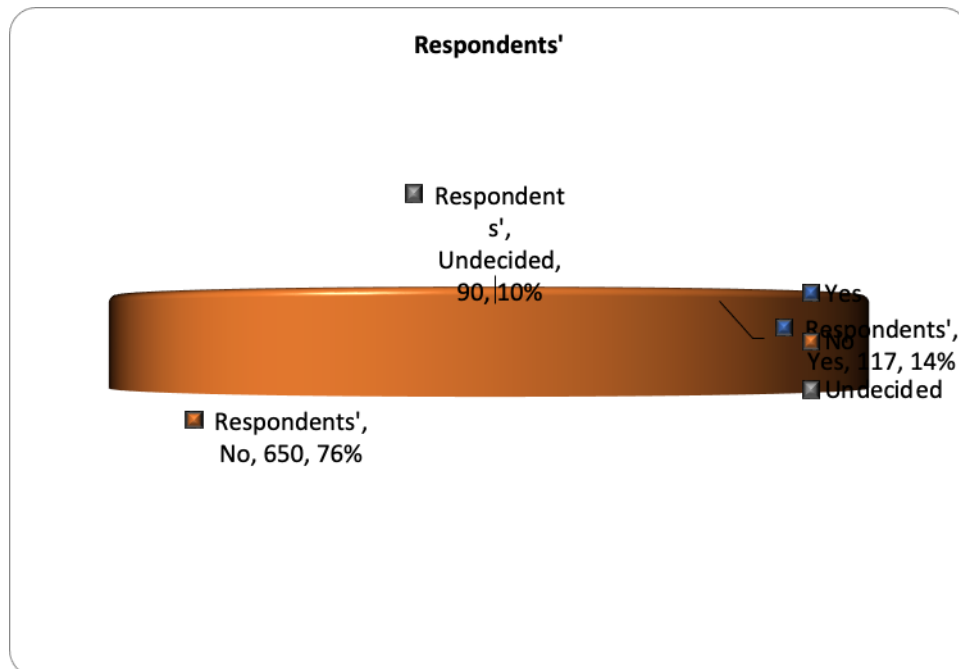 Respondents'
Respondent
s',
Undecided,
90, 10%
Yes
Respondents',
Yes, 117, 14%
No
Undecided
Respondents',
No, 650, 76%